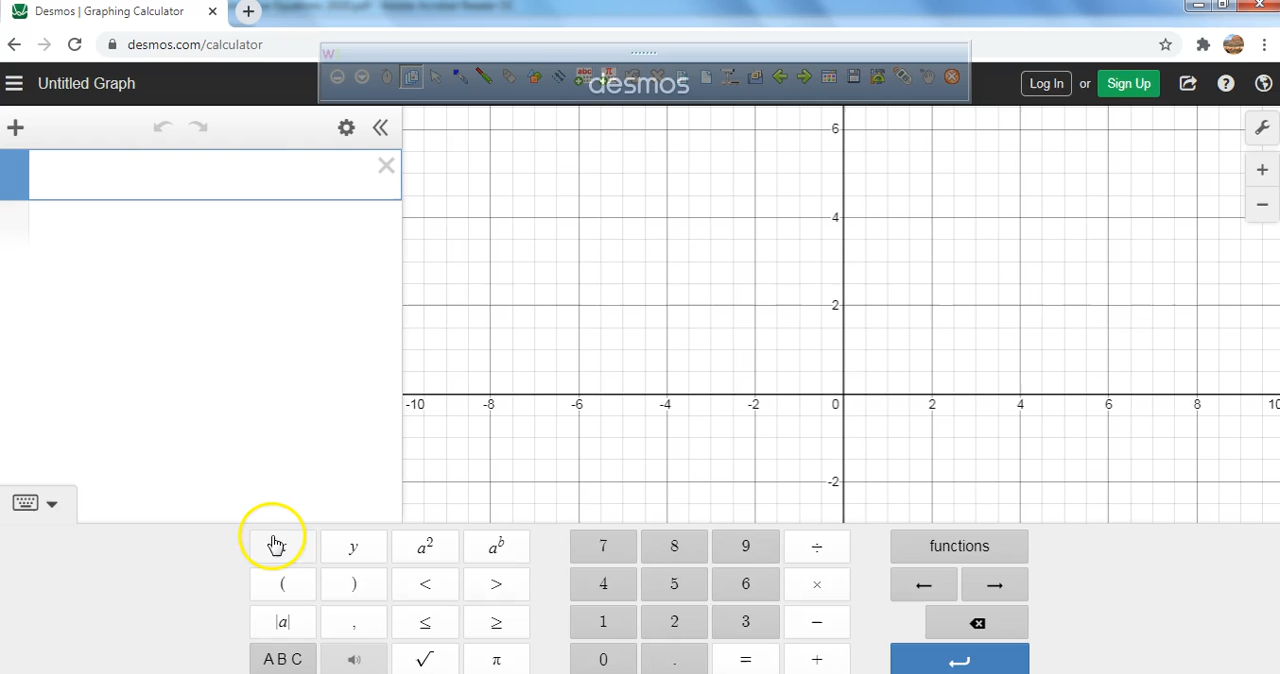 Desmos | Graphing Calculator
desmos.com/calculator
Untitled Graph
desmos
Log In or Sign Up
6
4
2
-10 -8 -6 -4 -2 0 2 4 6 8 10
-2
y a² aᵇ 7 8 9 ÷ functions
( ) < > 4 5 6 × ← →
|a| , ≤ ≥ 1 2 3 −
A B C √ π 0 . = +